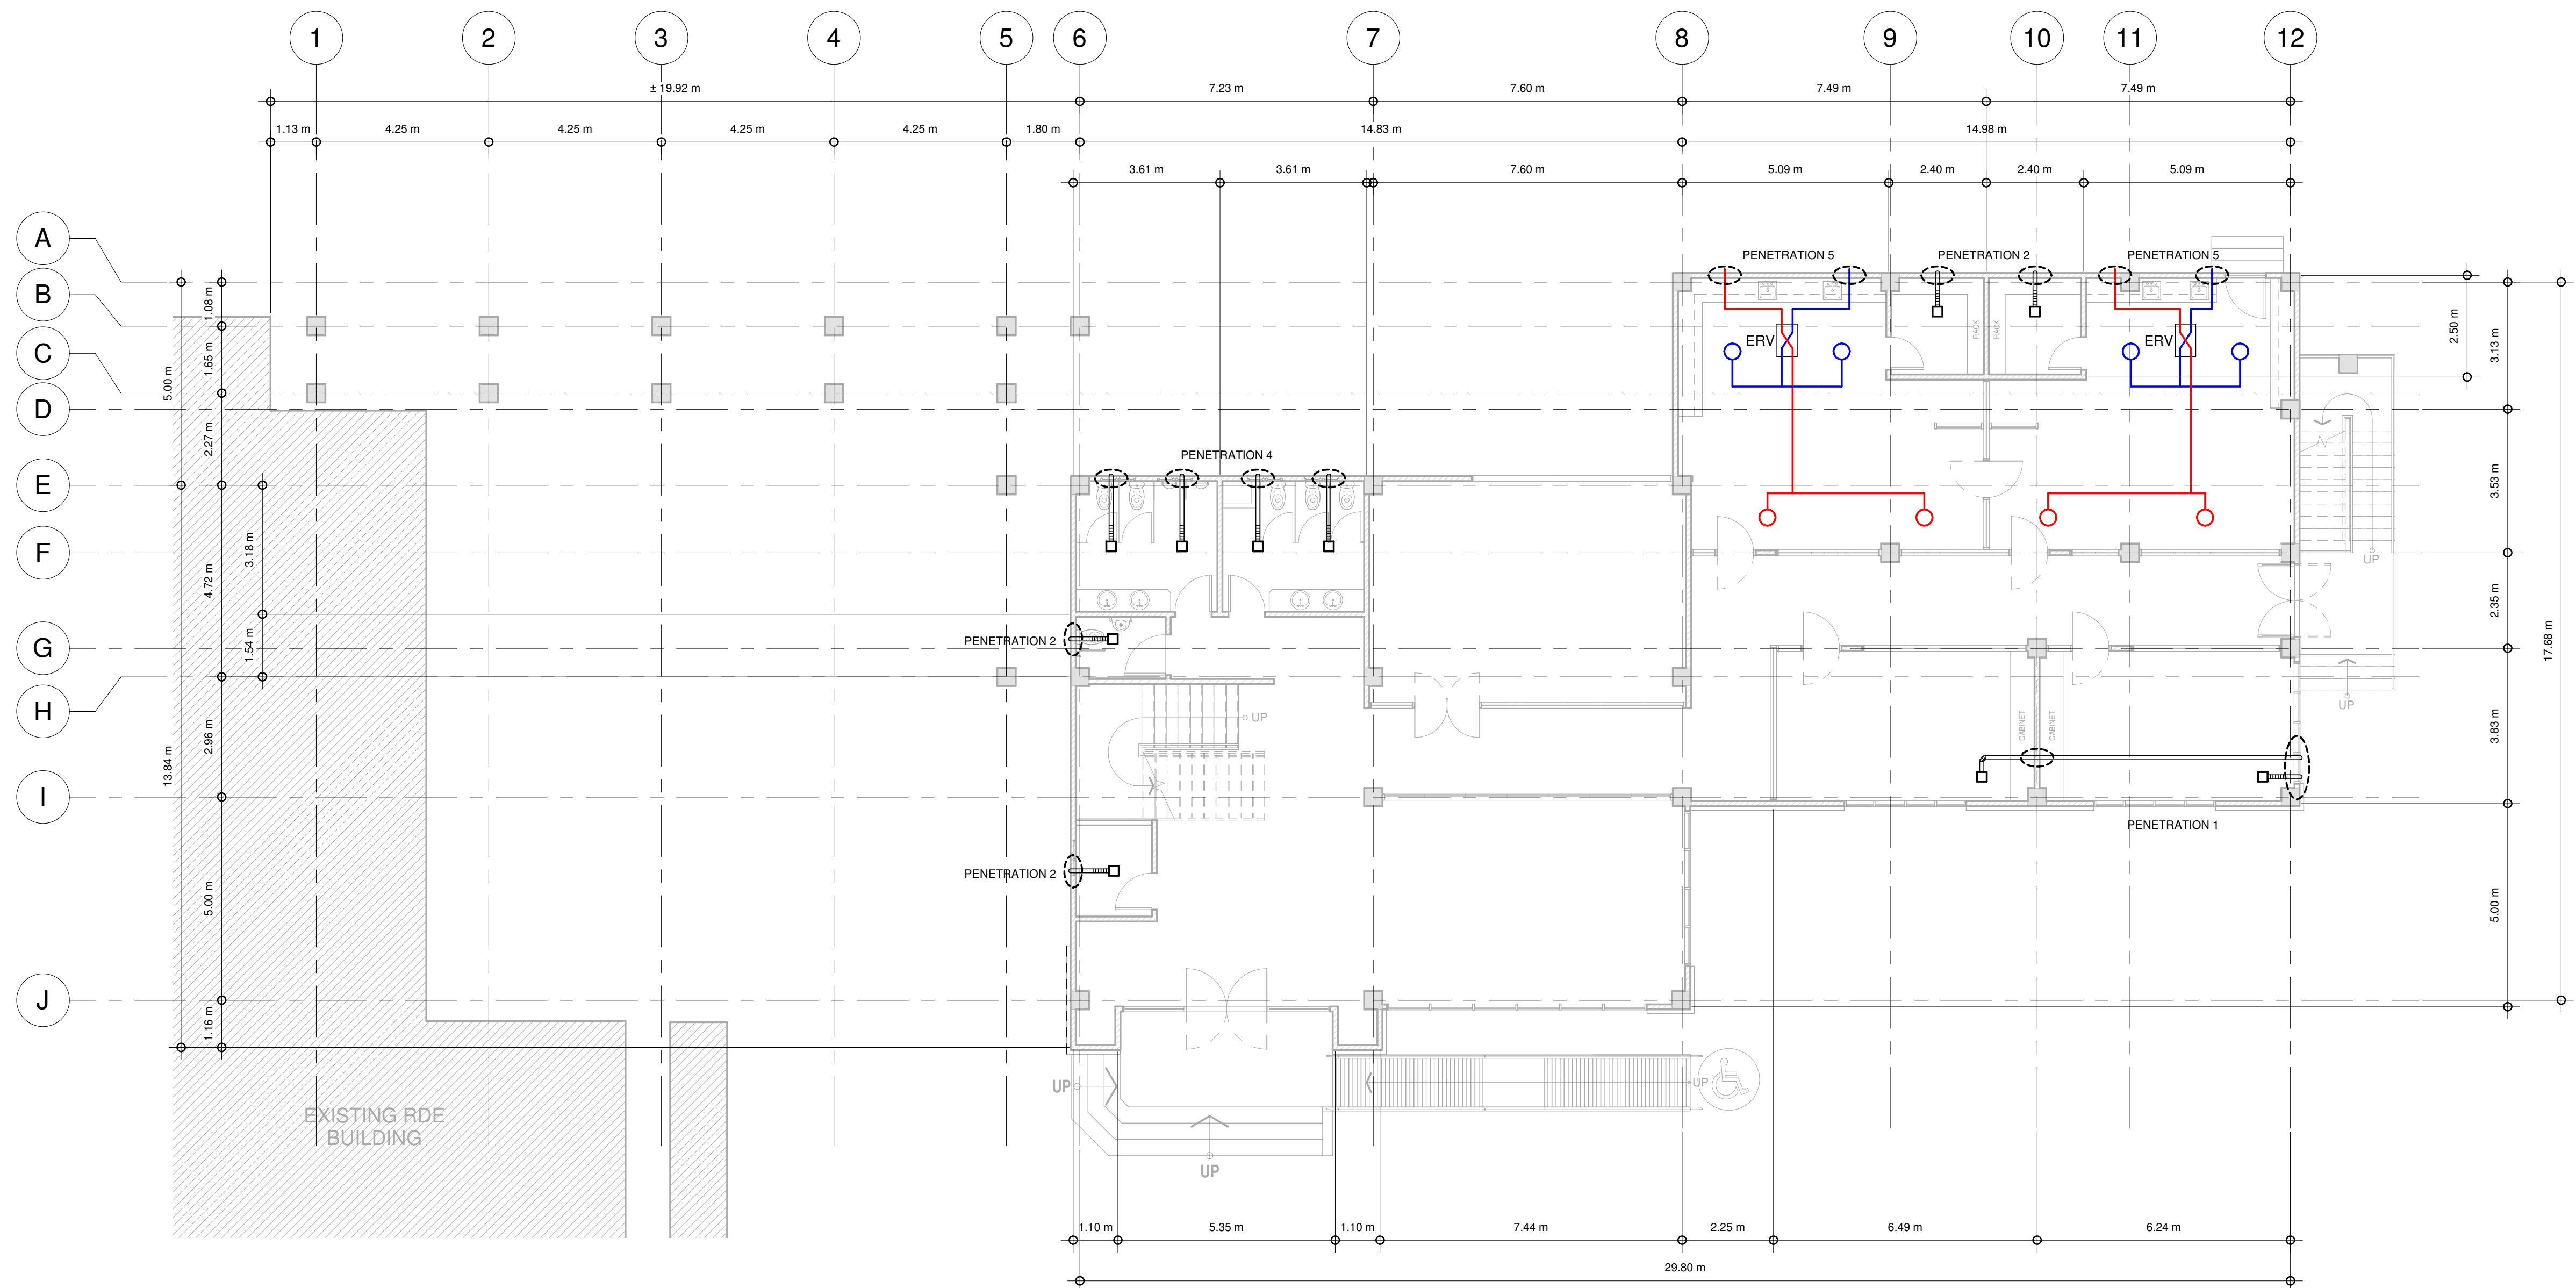 1 2 3 4 5 6 7 8 9 10 11 12
± 19.92 m 7.23 m 7.60 m 7.49 m 7.49 m
1.13 m 4.25 m 4.25 m 4.25 m 4.25 m 1.80 m 14.83 m 14.98 m
3.61 m 3.61 m 7.60 m 5.09 m 2.40 m 2.40 m 5.09 m
A
B
C
D
E
F
G
H
I
J
1.08 m
1.65 m
5.00 m
2.27 m
3.18 m
4.72 m
1.54 m
2.96 m
13.84 m
5.00 m
1.16 m
PENETRATION 5 PENETRATION 2 PENETRATION 5
RACK RACK
ERV ERV
PENETRATION 4
PENETRATION 2
UP
UP
UP
CABINET CABINET
PENETRATION 1
PENETRATION 2
2.50 m
3.13 m
3.53 m
2.35 m
17.68 m
3.83 m
5.00 m
UP UP
UP
EXISTING RDE
BUILDING
1.10 m 5.35 m 1.10 m 7.44 m 2.25 m 6.49 m 6.24 m
29.80 m